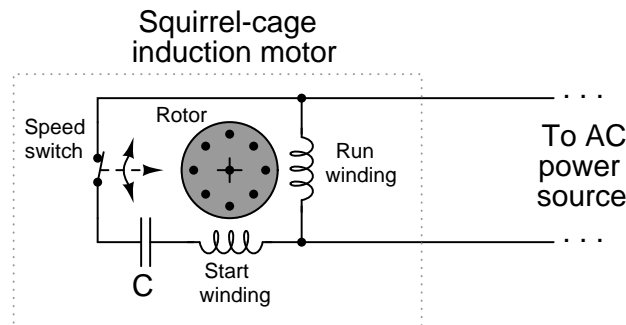 Squirrel-cage
induction motor
Speed
switch
Rotor
Run
winding
To AC
power
source
C
Start
winding